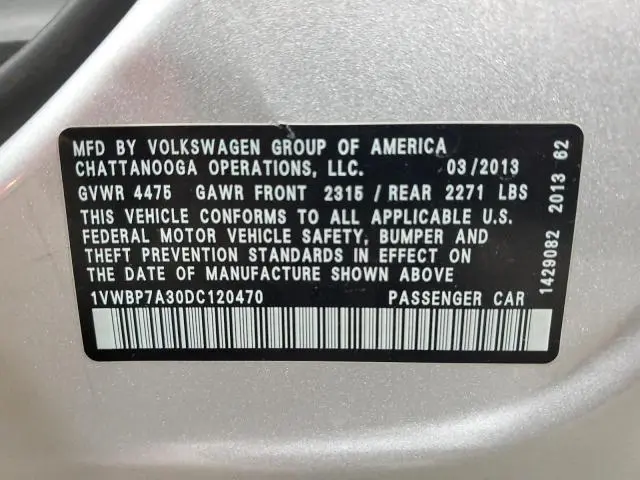 MFD BY VOLKSWAGEN GROUP OF AMERICA
CHATTANOOGA OPERATIONS, LLC. 03/2013
GVWR 4475 GAWR FRONT 2315 / REAR 2271 LBS
THIS VEHICLE CONFORMS TO ALL APPLICABLE U.S.
FEDERAL MOTOR VEHICLE SAFETY, BUMPER AND
THEFT PREVENTION STANDARDS IN EFFECT ON
THE DATE OF MANUFACTURE SHOWN ABOVE
1VWBP7A30DC120470 PASSENGER CAR
1429082 2013 62